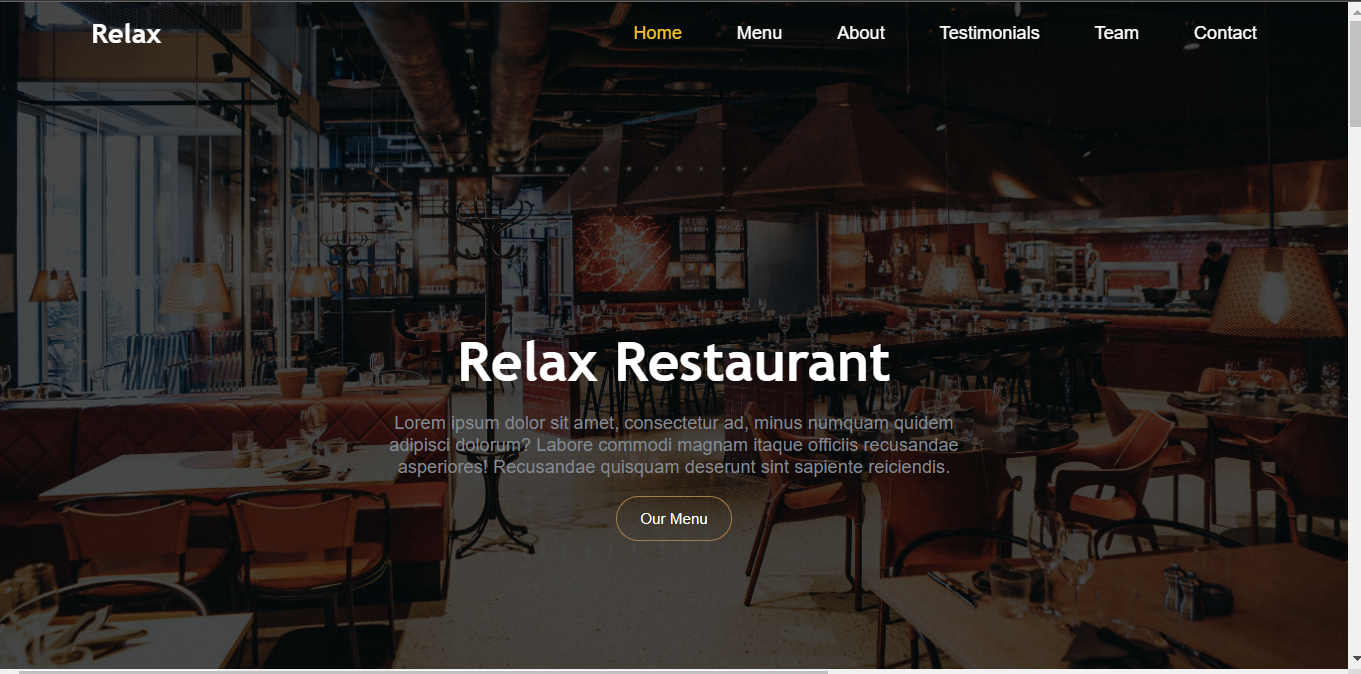 Relax
Home Menu About Testimonials Team Contact
Relax Restaurant
Lorem ipsum dolor sit amet, consectetur ad, minus numquam quidem
adipisci dolorum? Labore commodi magnam itaque officiis recusandae
asperiores! Recusandae quisquam deserunt sint sapiente reiciendis.
Our Menu